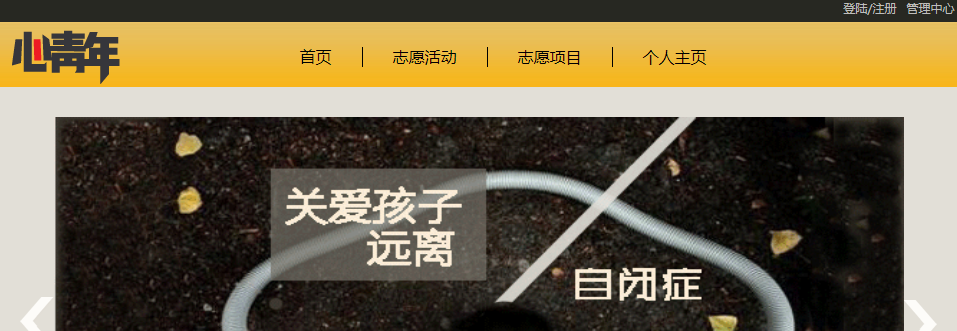 登陆/注册 管理中心
心青年
首页 志愿活动 志愿项目 个人主页
关爱孩子
远离
自闭症